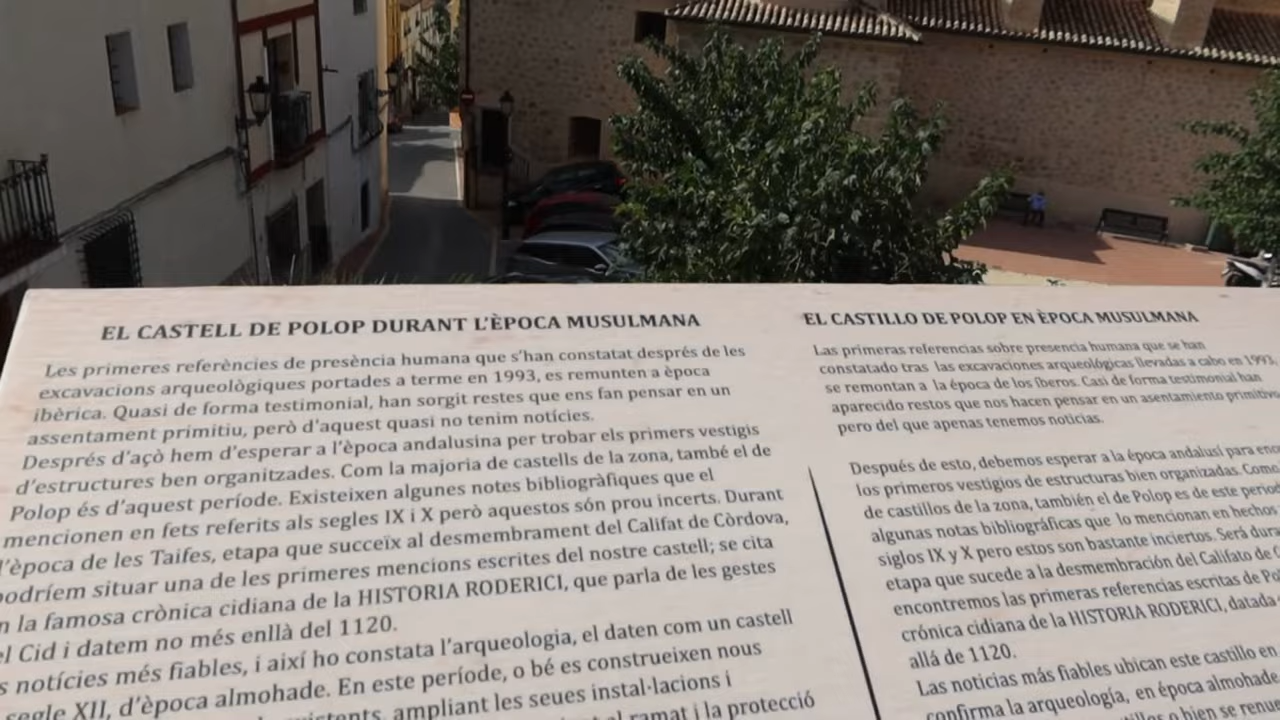 EL CASTELL DE POLOP DURANT L'ÈPOCA MUSULMANA
Les primeres referències de presència humana que s'han constatat després de les
excavacions arqueològiques portades a terme en 1993, es remunten a època
ibèrica. Quasi de forma testimonial, han sorgit restes que ens fan pensar en un
assentament primitiu, però d'aquest quasi no tenim notícies.
Després d'açò hem d'esperar a l'època andalusina per trobar els primers vestigis
d'estructures ben organitzades. Com la majoria de castells de la zona, també el de
Polop és d'aquest període. Existeixen algunes notes bibliogràfiques que el
mencionen en fets referits als segles IX i X però aquestos són prou incerts. Durant
l'època de les Taifes, etapa que succeïx al desmembrament del Califat de Còrdova,
podríem situar una de les primeres mencions escrites del nostre castell; se cita
n la famosa crònica cidiana de la HISTORIA RODERICI, que parla de les gestes
el Cid i datem no més enllà del 1120.
s notícies més fiables, i així ho constata l'arqueologia, el daten com un castell
segle XII, d'època almohade. En este període, o bé es construeixen nous
existents, ampliant les seues instal·lacions i
ramat i la protecció
EL CASTILLO DE POLOP EN ÈPOCA MUSULMANA
Las primeras referencias sobre presencia humana que se han
constatado tras las excavaciones arqueológicas llevadas a cabo en 1993,
se remontan a la época de los íberos. Casi de forma testimonial han
aparecido restos que nos hacen pensar en un asentamiento primitivo
pero del que apenas tenemos noticias.
Después de esto, debemos esperar a la época andalusí para enco
los primeros vestigios de estructuras bien organizadas. Como
de castillos de la zona, también el de Polop es de este period
algunas notas bibliográficas que lo mencionan en hechos
siglos IX y X pero estos son bastante inciertos. Será dura
etapa que sucede a la desmembración del Califato de C
encontremos las primeras referencias escritas de Po
crónica cidiana de la HISTORIA RODERICI, datada
allá de 1120.
Las noticias más fiables ubican este castillo en
confirma la arqueología, en época almohade.
o bien se renue